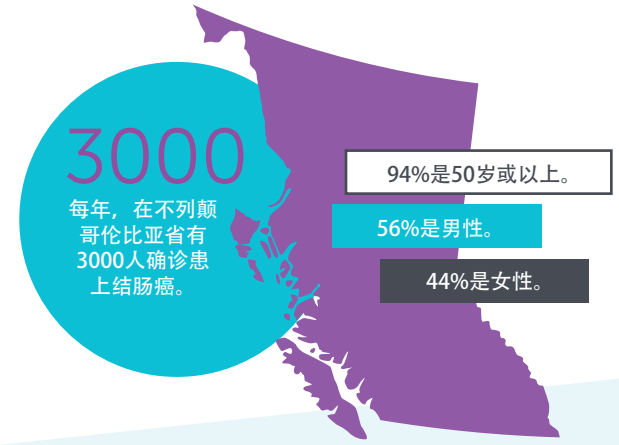 3000
每年，在不列颠
哥伦比亚省有
3000人确诊患
上结肠癌。
94%是50岁或以上。
56%是男性。
44%是女性。